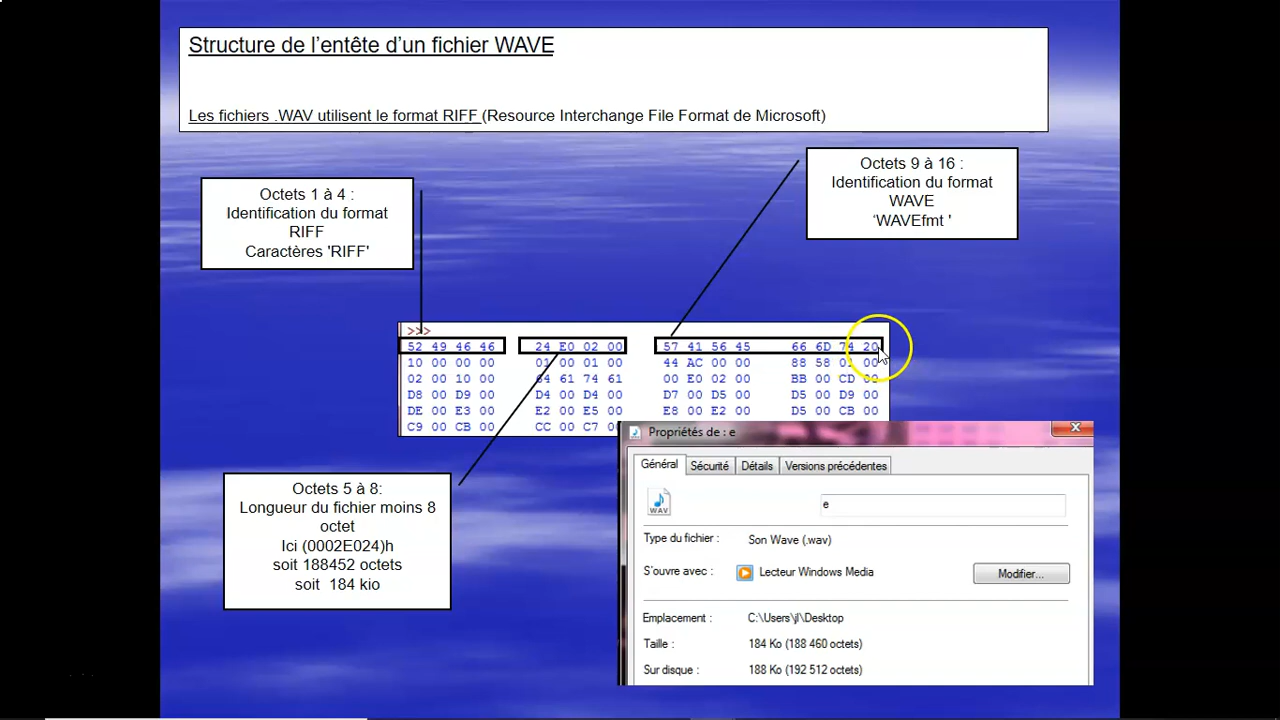 Structure de l'entête d'un fichier WAVE
Les fichiers .WAV utilisent le format RIFF (Resource Interchange File Format de Microsoft)
Octets 9 à 16 :
Identification du format
WAVE
‘WAVEfmt '
Octets 1 à 4 :
Identification du format
RIFF
Caractères 'RIFF'
>>>
52 49 46 46 24 E0 02 00 57 41 56 45 66 6D 74 20
10 00 00 00 01 00 01 00 44 AC 00 00 88 58 00
02 00 10 00 64 61 74 61 00 E0 02 00 BB 00 CD 00
D8 00 D9 00 D4 00 D4 00 D7 00 D5 00 D5 00 D9 00
DE 00 E3 00 E2 00 E5 00 E8 00 E2 00 D5 00 CB 00
C9 00 CB 00 CC 00 C7
Propriétés de : e
Général Sécurité Détails Versions précédentes
WAV
e
Type du fichier : Son Wave (.wav)
S'ouvre avec : Lecteur Windows Media Modifier...
Emplacement : C:\Users\jl\Desktop
Taille : 184 Ko (188 460 octets)
Sur disque : 188 Ko (192 512 octets)
Octets 5 à 8:
Longueur du fichier moins 8
octet
Ici (0002E024)h
soit 188452 octets
soit 184 kio